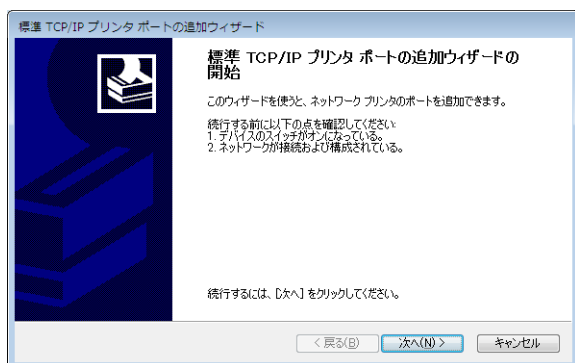 標準 TCP/IP プリンタ ポートの追加ウィザード
標準 TCP/IP プリンタ ポートの追加ウィザードの
開始
このウィザードを使うと、ネットワーク プリンタのポートを追加できます。
続行する前に以下の点を確認してください:
1. デバイスのスイッチがオンになっている。
2. ネットワークが接続および構成されている。
続行するには、[次へ] をクリックしてください。
< 戻る(B)
次へ(N) >
キャンセル